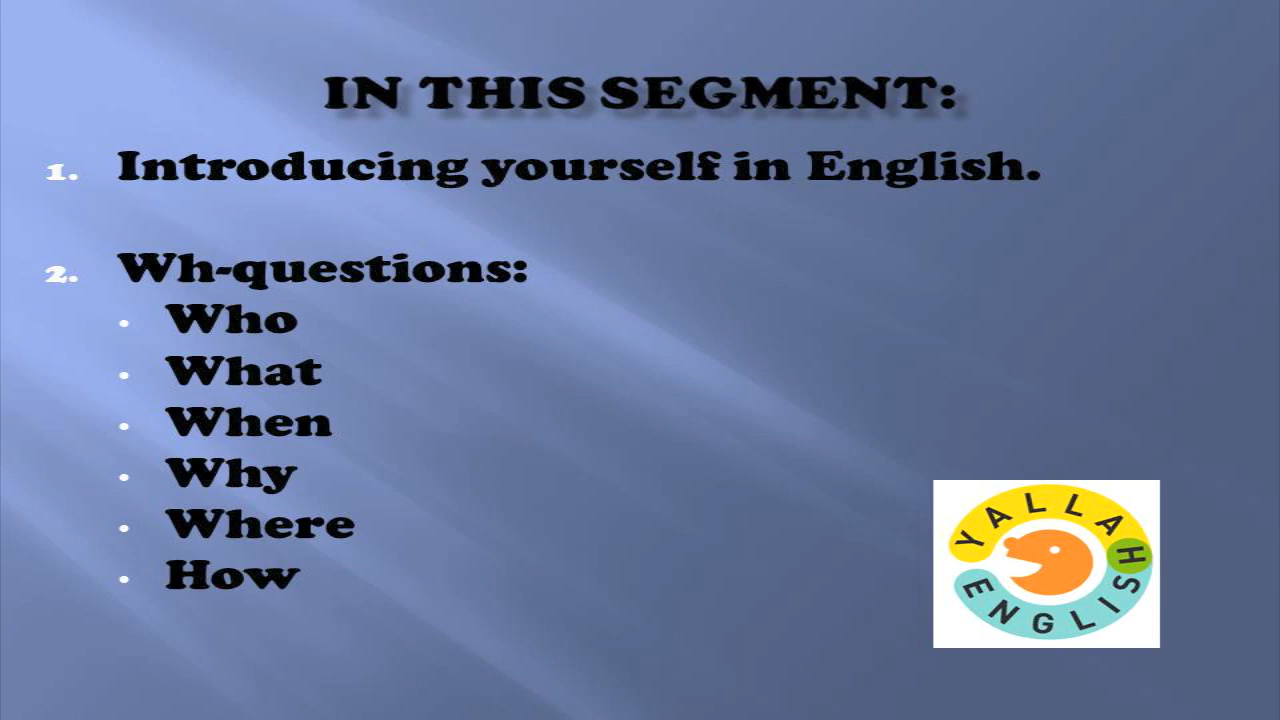 IN THIS SEGMENT:
1. Introducing yourself in English.
2. Wh-questions:
• Who
• What
• When
• Why
• Where
• How
YALLAH
ENGLISH